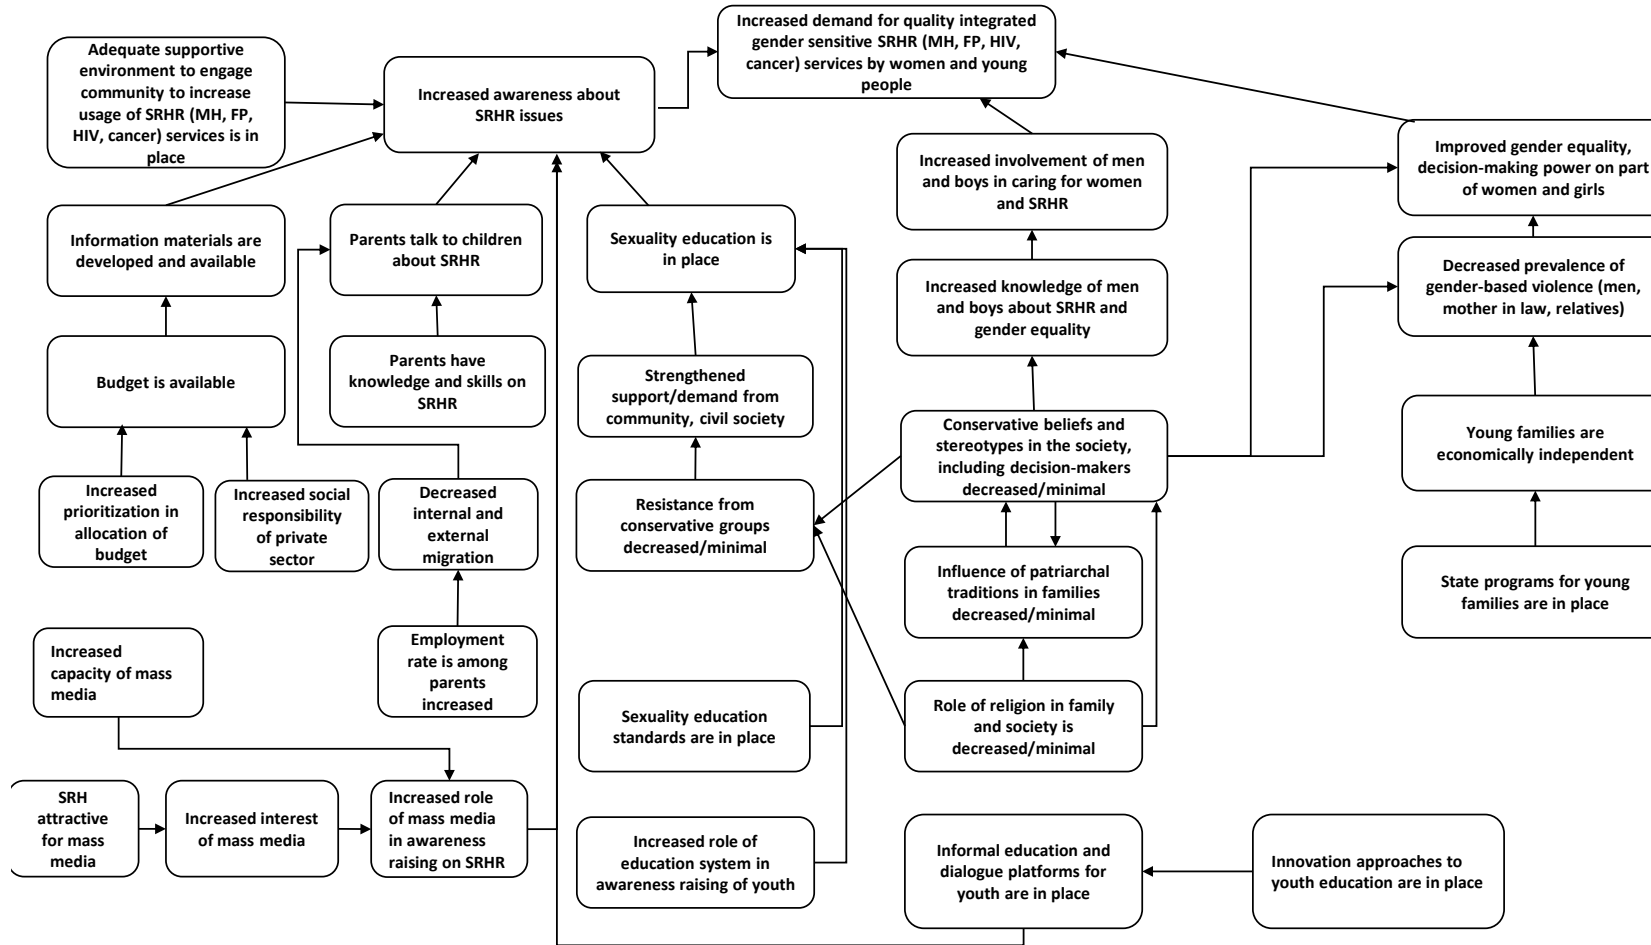 Increased demand for quality integrated
gender sensitive SRHR (MH, FP, HIV,
cancer) services by women and young
people
Adequate supportive
environment to engage
community to increase
usage of SRHR (MH, FP,
HIV, cancer) services is in
place
Increased awareness about
SRHR issues
Increased involvement of men
and boys in caring for women
and SRHR
Improved gender equality,
decision-making power on part
of women and girls
Information materials are
developed and available
Parents talk to children
about SRHR
Sexuality education is
in place
Increased knowledge of men
and boys about SRHR and
gender equality
Decreased prevalence of
gender-based violence (men,
mother in law, relatives)
Budget is available
Parents have
knowledge and skills on
SRHR
Strengthened
support/demand from
community, civil society
Conservative beliefs and
stereotypes in the society,
including decision-makers
decreased/minimal
Young families are
economically independent
Increased
prioritization in
allocation of
budget
Increased social
responsibility
of private
sector
Decreased
internal and
external
migration
Resistance from
conservative groups
decreased/minimal
Influence of patriarchal
traditions in families
decreased/minimal
State programs for young
families are in place
Increased
capacity of mass
media
Employment
rate is among
parents
increased
Sexuality education
standards are in place
Role of religion in family
and society is
decreased/minimal
SRH
attractive
for mass
media
Increased interest
of mass media
Increased role
of mass media
in awareness
raising on SRHR
Increased role of
education system in
awareness raising of youth
Informal education and
dialogue platforms for
youth are in place
Innovation approaches to
youth education are in place